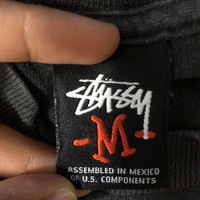 Stüssy
-M-
ASSEMBLED IN MEXICO
OF U.S. COMPONENTS